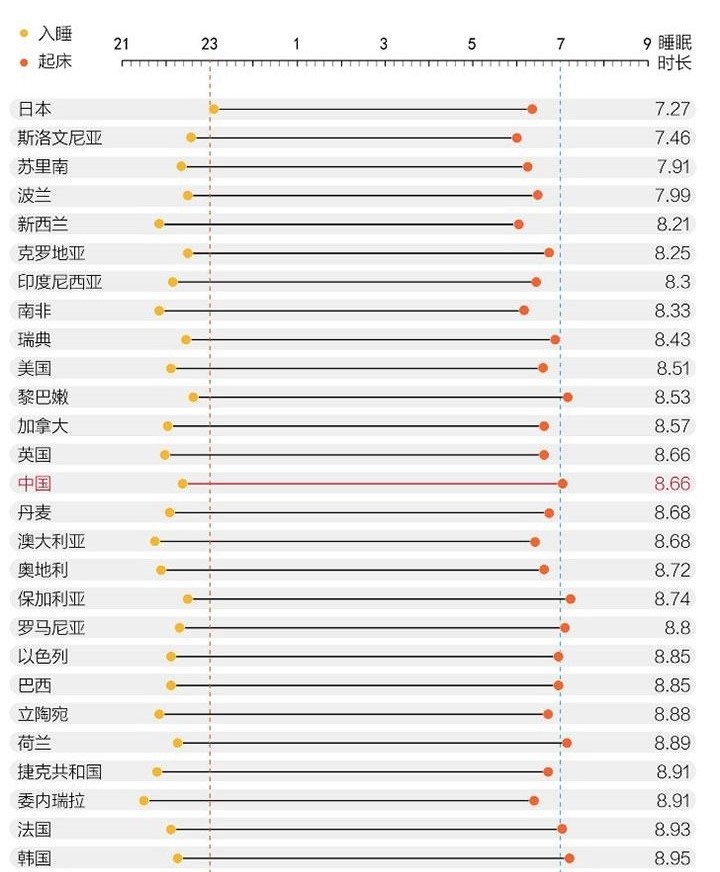 入睡
起床
21 23 1 3 5 7 9 睡眠时长
日本 7.27
斯洛文尼亚 7.46
苏里南 7.91
波兰 7.99
新西兰 8.21
克罗地亚 8.25
印度尼西亚 8.3
南非 8.33
瑞典 8.43
美国 8.51
黎巴嫩 8.53
加拿大 8.57
英国 8.66
中国 8.66
丹麦 8.68
澳大利亚 8.68
奥地利 8.72
保加利亚 8.74
罗马尼亚 8.8
以色列 8.85
巴西 8.85
立陶宛 8.88
荷兰 8.89
捷克共和国 8.91
委内瑞拉 8.91
法国 8.93
韩国 8.95